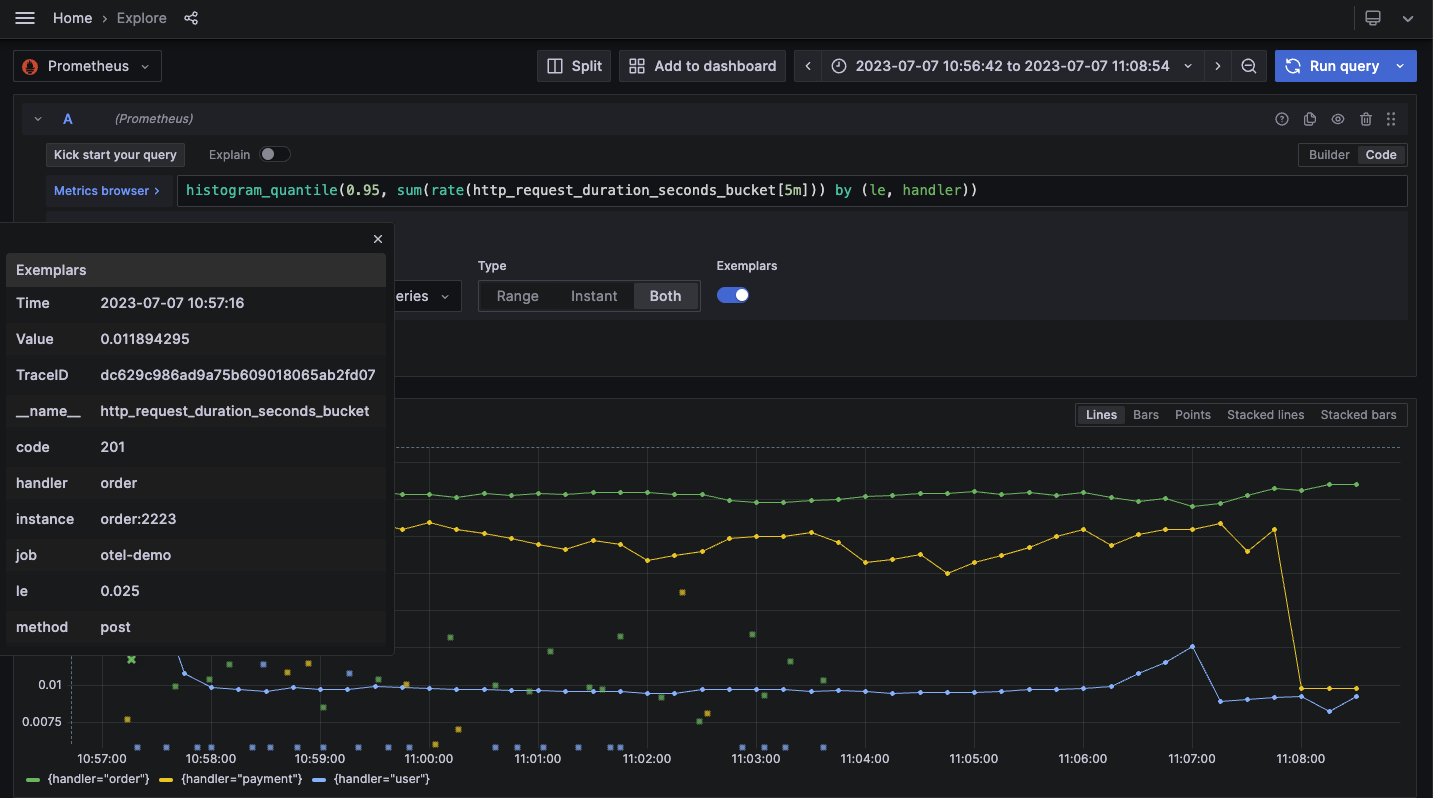 Home › Explore
Prometheus
Split
Add to dashboard
2023-07-07 10:56:42 to 2023-07-07 11:08:54
Run query
A (Prometheus)
Kick start your query
Explain
Builder
Code
Metrics browser >
histogram_quantile(0.95, sum(rate(http_request_duration_seconds_bucket[5m])) by (le, handler))
Exemplars
Time 2023-07-07 10:57:16
Value 0.011894295
TraceID dc629c986ad9a75b609018065ab2fd07
__name__ http_request_duration_seconds_bucket
code 201
handler order
instance order:2223
job otel-demo
le 0.025
method post
Type
Exemplars
eries
Range
Instant
Both
Lines
Bars
Points
Stacked lines
Stacked bars
0.01
0.0075
10:57:00
10:58:00
10:59:00
11:00:00
11:01:00
11:02:00
11:03:00
11:04:00
11:05:00
11:06:00
11:07:00
11:08:00
{handler="order"}
{handler="payment"}
{handler="user"}